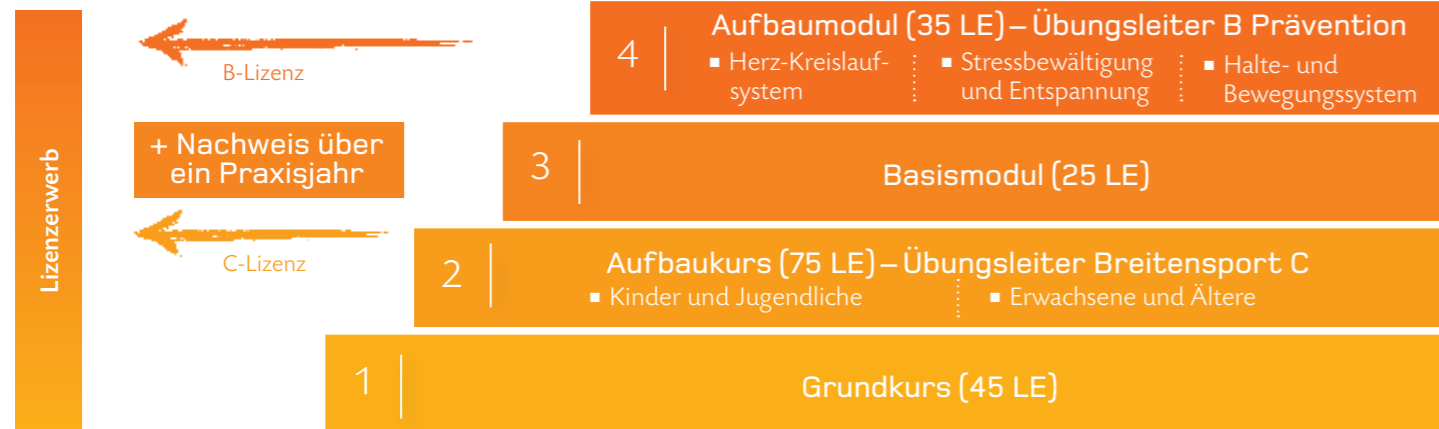 Lizenzerwerb
B-Lizenz
+ Nachweis über
ein Praxisjahr
C-Lizenz
4
Aufbaumodul (35 LE) – Übungsleiter B Prävention
▪ Herz-Kreislauf-
system
▪ Stressbewältigung
und Entspannung
▪ Halte- und
Bewegungssystem
3
Basismodul (25 LE)
2
Aufbaukurs (75 LE) – Übungsleiter Breitensport C
▪ Kinder und Jugendliche
▪ Erwachsene und Ältere
1
Grundkurs (45 LE)